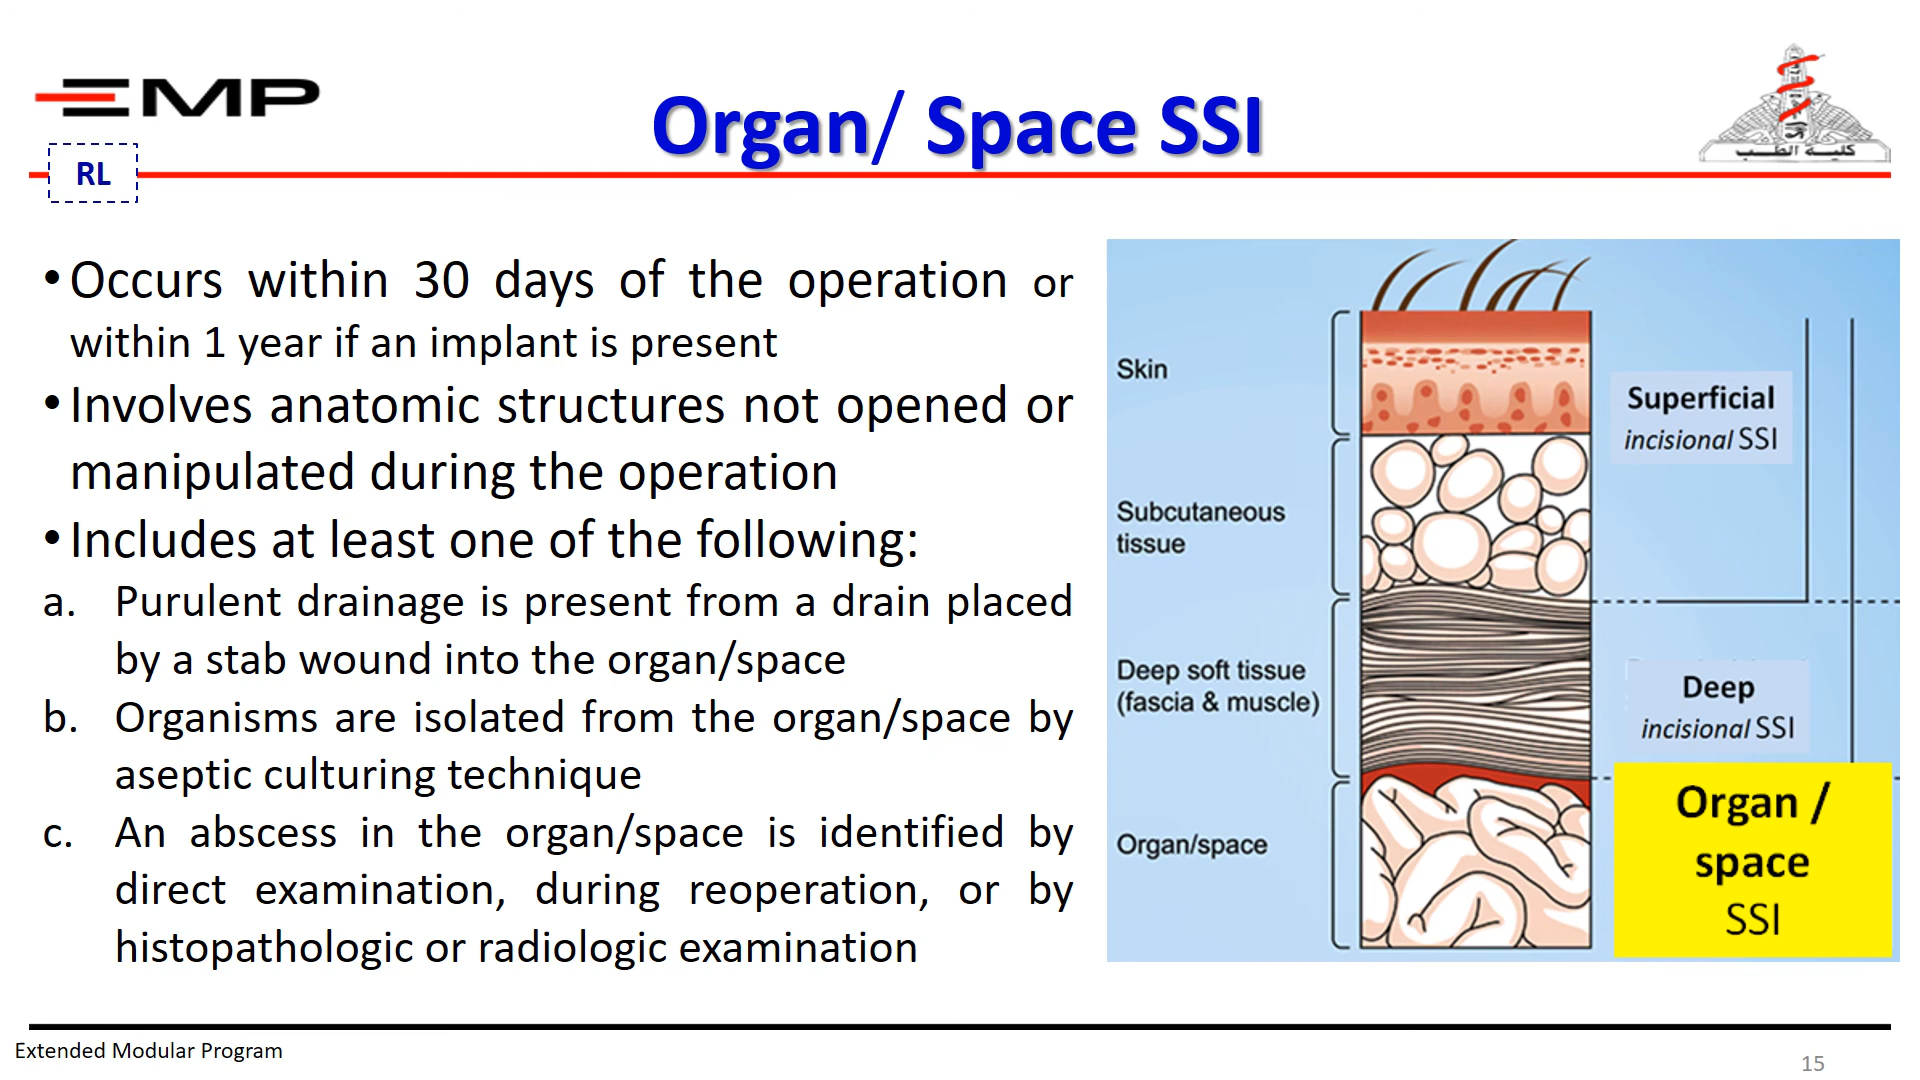 EMP
Organ/ Space SSI
كلية الطب
RL
• Occurs within 30 days of the operation or
within 1 year if an implant is present
• Involves anatomic structures not opened or
manipulated during the operation
• Includes at least one of the following:
a. Purulent drainage is present from a drain placed
by a stab wound into the organ/space
b. Organisms are isolated from the organ/space by
aseptic culturing technique
c. An abscess in the organ/space is identified by
direct examination, during reoperation, or by
histopathologic or radiologic examination
Skin
Subcutaneous
tissue
Deep soft tissue
(fascia & muscle)
Organ/space
Superficial
incisional SSI
Deep
incisional SSI
Organ /
space
SSI
Extended Modular Program
15